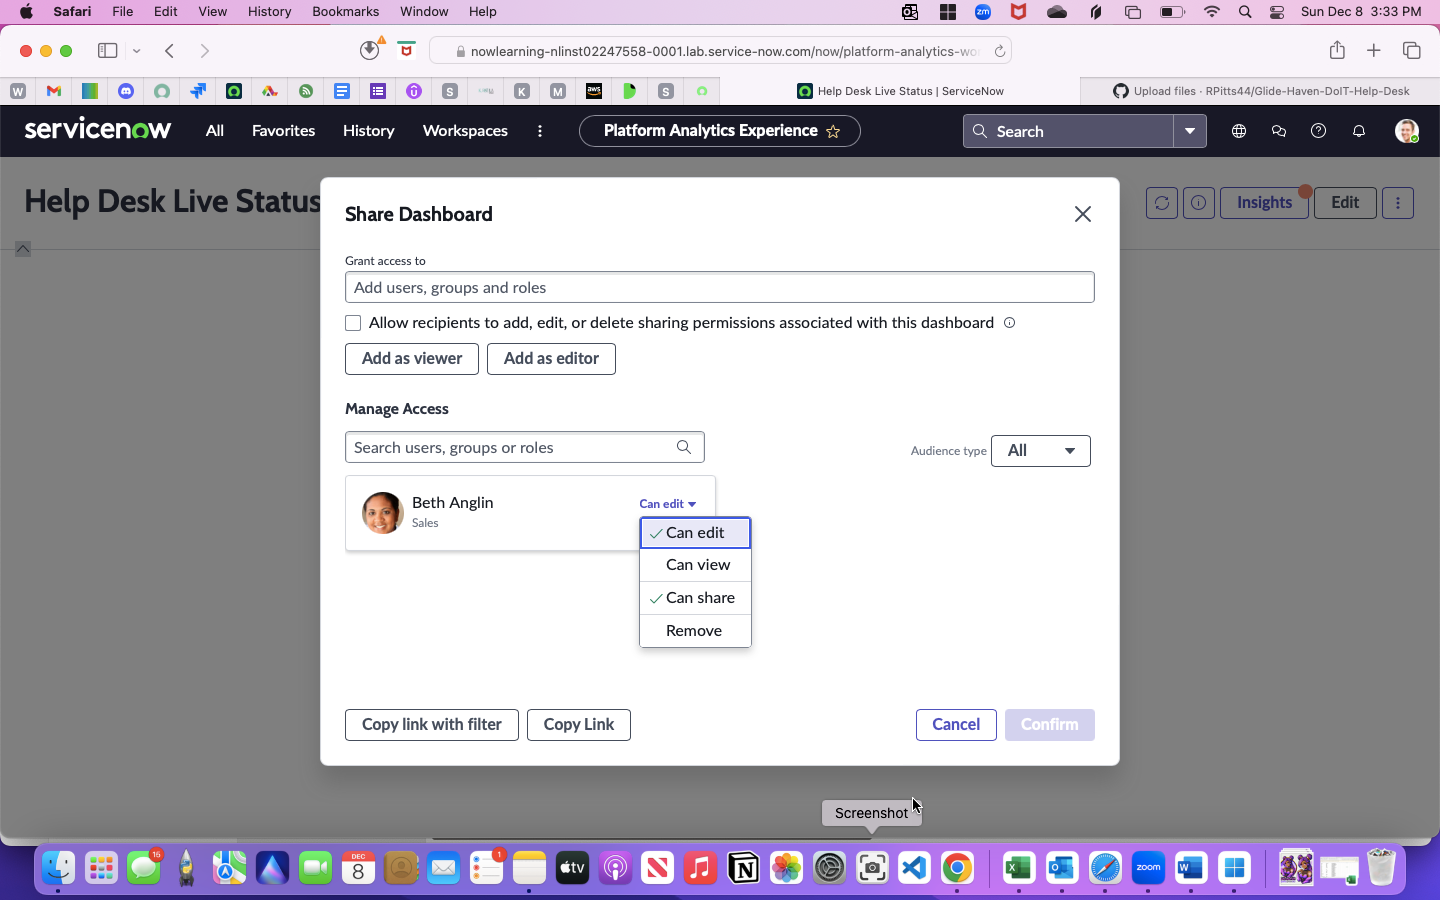 Safari File Edit View History Bookmarks Window Help zm Sun Dec 8 3:33 PM
nowlearning-nlinst02247558-0001.lab.service-now.com/now/platform-analytics-wo
W U S K M aws S Help Desk Live Status | ServiceNow Upload files · RPitts44/Glide-Haven-DoIT-Help-Desk
servicenow All Favorites History Workspaces Platform Analytics Experience Search
Help Desk Live Status Insights Edit
Share Dashboard
Grant access to
Add users, groups and roles
Allow recipients to add, edit, or delete sharing permissions associated with this dashboard
Add as viewer Add as editor
Manage Access
Search users, groups or roles Audience type All
Beth Anglin Can edit
Sales
Can edit
Can view
Can share
Remove
Copy link with filter Copy Link Cancel Confirm
Screenshot
15 DEC 8 1 tv N zoom W